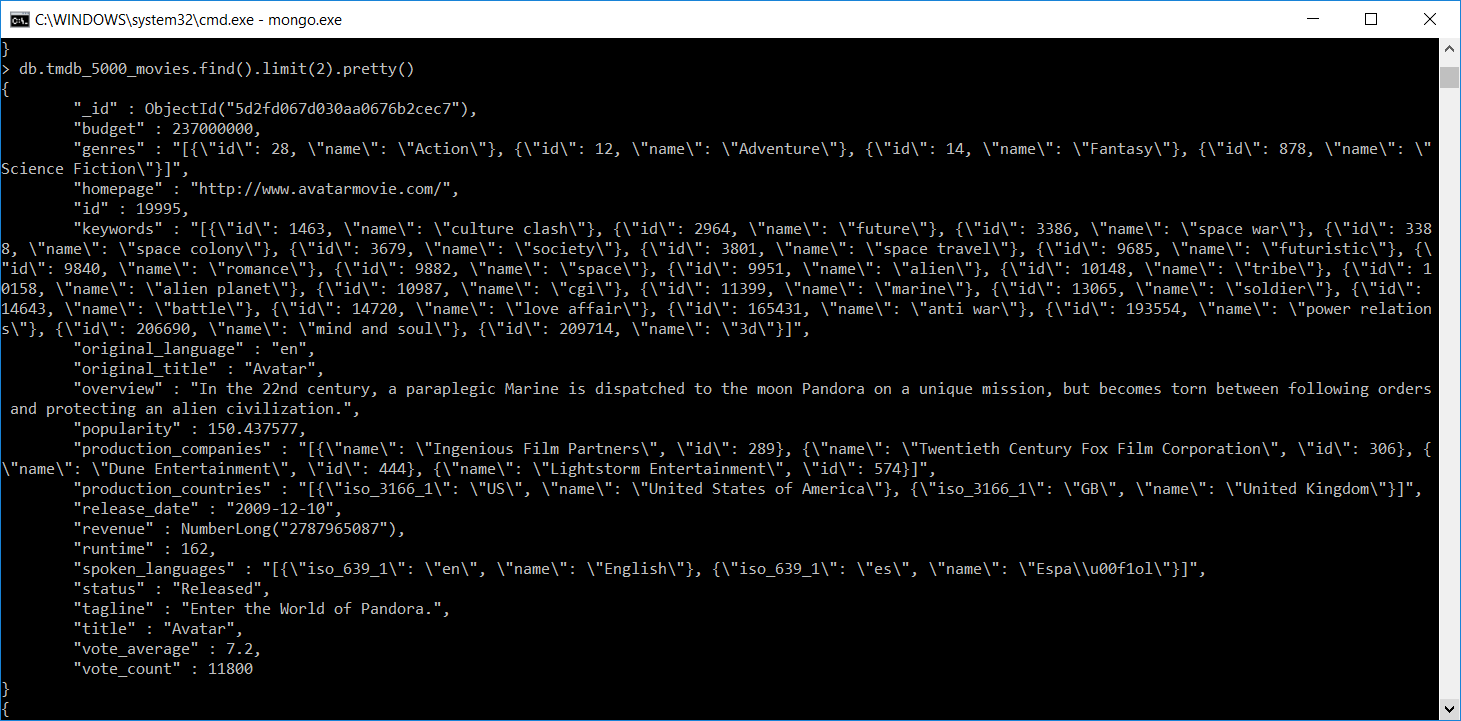 C:\WINDOWS\system32\cmd.exe - mongo.exe
}
> db.tmdb_5000_movies.find().limit(2).pretty()
{
        "_id" : ObjectId("5d2fd067d030aa0676b2cec7"),
        "budget" : 237000000,
        "genres" : "[{\"id\": 28, \"name\": \"Action\"}, {\"id\": 12, \"name\": \"Adventure\"}, {\"id\": 14, \"name\": \"Fantasy\"}, {\"id\": 878, \"name\": \"
Science Fiction\"}]",
        "homepage" : "http://www.avatarmovie.com/",
        "id" : 19995,
        "keywords" : "[{\"id\": 1463, \"name\": \"culture clash\"}, {\"id\": 2964, \"name\": \"future\"}, {\"id\": 3386, \"name\": \"space war\"}, {\"id\": 338
8, \"name\": \"space colony\"}, {\"id\": 3679, \"name\": \"society\"}, {\"id\": 3801, \"name\": \"space travel\"}, {\"id\": 9685, \"name\": \"futuristic\"}, {\
"id\": 9840, \"name\": \"romance\"}, {\"id\": 9882, \"name\": \"space\"}, {\"id\": 9951, \"name\": \"alien\"}, {\"id\": 10148, \"name\": \"tribe\"}, {\"id\": 1
0158, \"name\": \"alien planet\"}, {\"id\": 10987, \"name\": \"cgi\"}, {\"id\": 11399, \"name\": \"marine\"}, {\"id\": 13065, \"name\": \"soldier\"}, {\"id\":
14643, \"name\": \"battle\"}, {\"id\": 14720, \"name\": \"love affair\"}, {\"id\": 165431, \"name\": \"anti war\"}, {\"id\": 193554, \"name\": \"power relation
s\"}, {\"id\": 206690, \"name\": \"mind and soul\"}, {\"id\": 209714, \"name\": \"3d\"}]",
        "original_language" : "en",
        "original_title" : "Avatar",
        "overview" : "In the 22nd century, a paraplegic Marine is dispatched to the moon Pandora on a unique mission, but becomes torn between following orders
 and protecting an alien civilization.",
        "popularity" : 150.437577,
        "production_companies" : "[{\"name\": \"Ingenious Film Partners\", \"id\": 289}, {\"name\": \"Twentieth Century Fox Film Corporation\", \"id\": 306}, {
\"name\": \"Dune Entertainment\", \"id\": 444}, {\"name\": \"Lightstorm Entertainment\", \"id\": 574}]",
        "production_countries" : "[{\"iso_3166_1\": \"US\", \"name\": \"United States of America\"}, {\"iso_3166_1\": \"GB\", \"name\": \"United Kingdom\"}]",
        "release_date" : "2009-12-10",
        "revenue" : NumberLong("2787965087"),
        "runtime" : 162,
        "spoken_languages" : "[{\"iso_639_1\": \"en\", \"name\": \"English\"}, {\"iso_639_1\": \"es\", \"name\": \"Espa\\u00f1ol\"}]",
        "status" : "Released",
        "tagline" : "Enter the World of Pandora.",
        "title" : "Avatar",
        "vote_average" : 7.2,
        "vote_count" : 11800
}
{